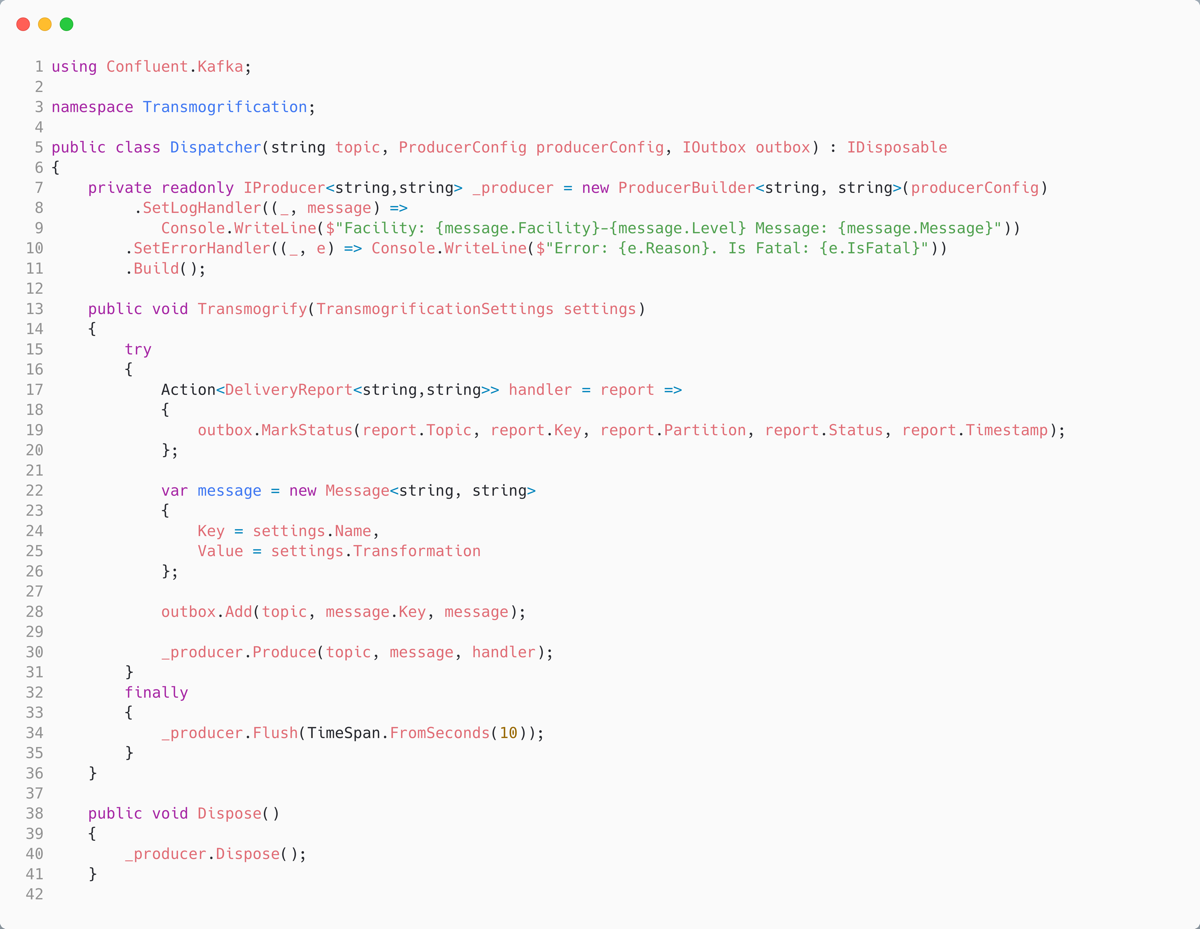 1 using Confluent.Kafka;
2
3 namespace Transmogrification;
4
5 public class Dispatcher(string topic, ProducerConfig producerConfig, IOutbox outbox) : IDisposable
6 {
7     private readonly IProducer<string,string> _producer = new ProducerBuilder<string, string>(producerConfig)
8          .SetLogHandler((_, message) =>
9             Console.WriteLine($"Facility: {message.Facility}-{message.Level} Message: {message.Message}"))
10         .SetErrorHandler((_, e) => Console.WriteLine($"Error: {e.Reason}. Is Fatal: {e.IsFatal}"))
11         .Build();
12
13     public void Transmogrify(TransmogrificationSettings settings)
14     {
15         try
16         {
17             Action<DeliveryReport<string,string>> handler = report =>
18             {
19                 outbox.MarkStatus(report.Topic, report.Key, report.Partition, report.Status, report.Timestamp);
20             };
21
22             var message = new Message<string, string>
23             {
24                 Key = settings.Name,
25                 Value = settings.Transformation
26             };
27
28             outbox.Add(topic, message.Key, message);
29
30             _producer.Produce(topic, message, handler);
31         }
32         finally
33         {
34             _producer.Flush(TimeSpan.FromSeconds(10));
35         }
36     }
37
38     public void Dispose()
39     {
40         _producer.Dispose();
41     }
42